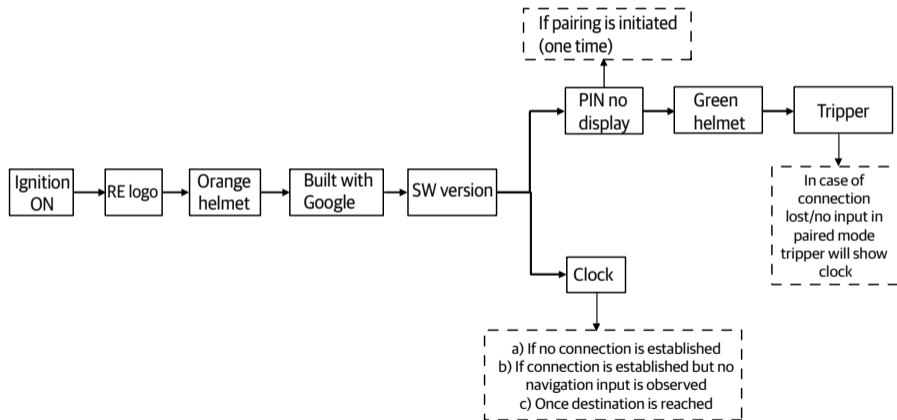 If pairing is initiated
(one time)
PIN no
display
Green
helmet
Tripper
Ignition
ON
RE logo
Orange
helmet
Built with
Google
SW version
In case of
connection
lost/no input in
paired mode
tripper will show
clock
Clock
a) If no connection is established
b) If connection is established but no
navigation input is observed
c) Once destination is reached